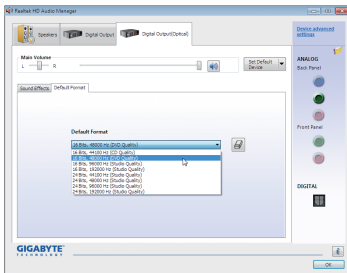 Realtek HD Audio Manager
Speakers
Digital Output
Digital Output(Optical)
Device advanced
settings
Main Volume
L
R
Set Default
Device
ANALOG
Back Panel
Sound Effects
Default Format
Default Format
16 Bits, 48000 Hz (DVD Quality)
16 Bits, 44100 Hz (CD Quality)
16 Bits, 48000 Hz (DVD Quality)
16 Bits, 96000 Hz (Studio Quality)
16 Bits, 192000 Hz (Studio Quality)
24 Bits, 44100 Hz (Studio Quality)
24 Bits, 48000 Hz (Studio Quality)
24 Bits, 96000 Hz (Studio Quality)
24 Bits, 192000 Hz (Studio Quality)
Front Panel
DIGITAL
GIGABYTE
TECHNOLOGY
OK